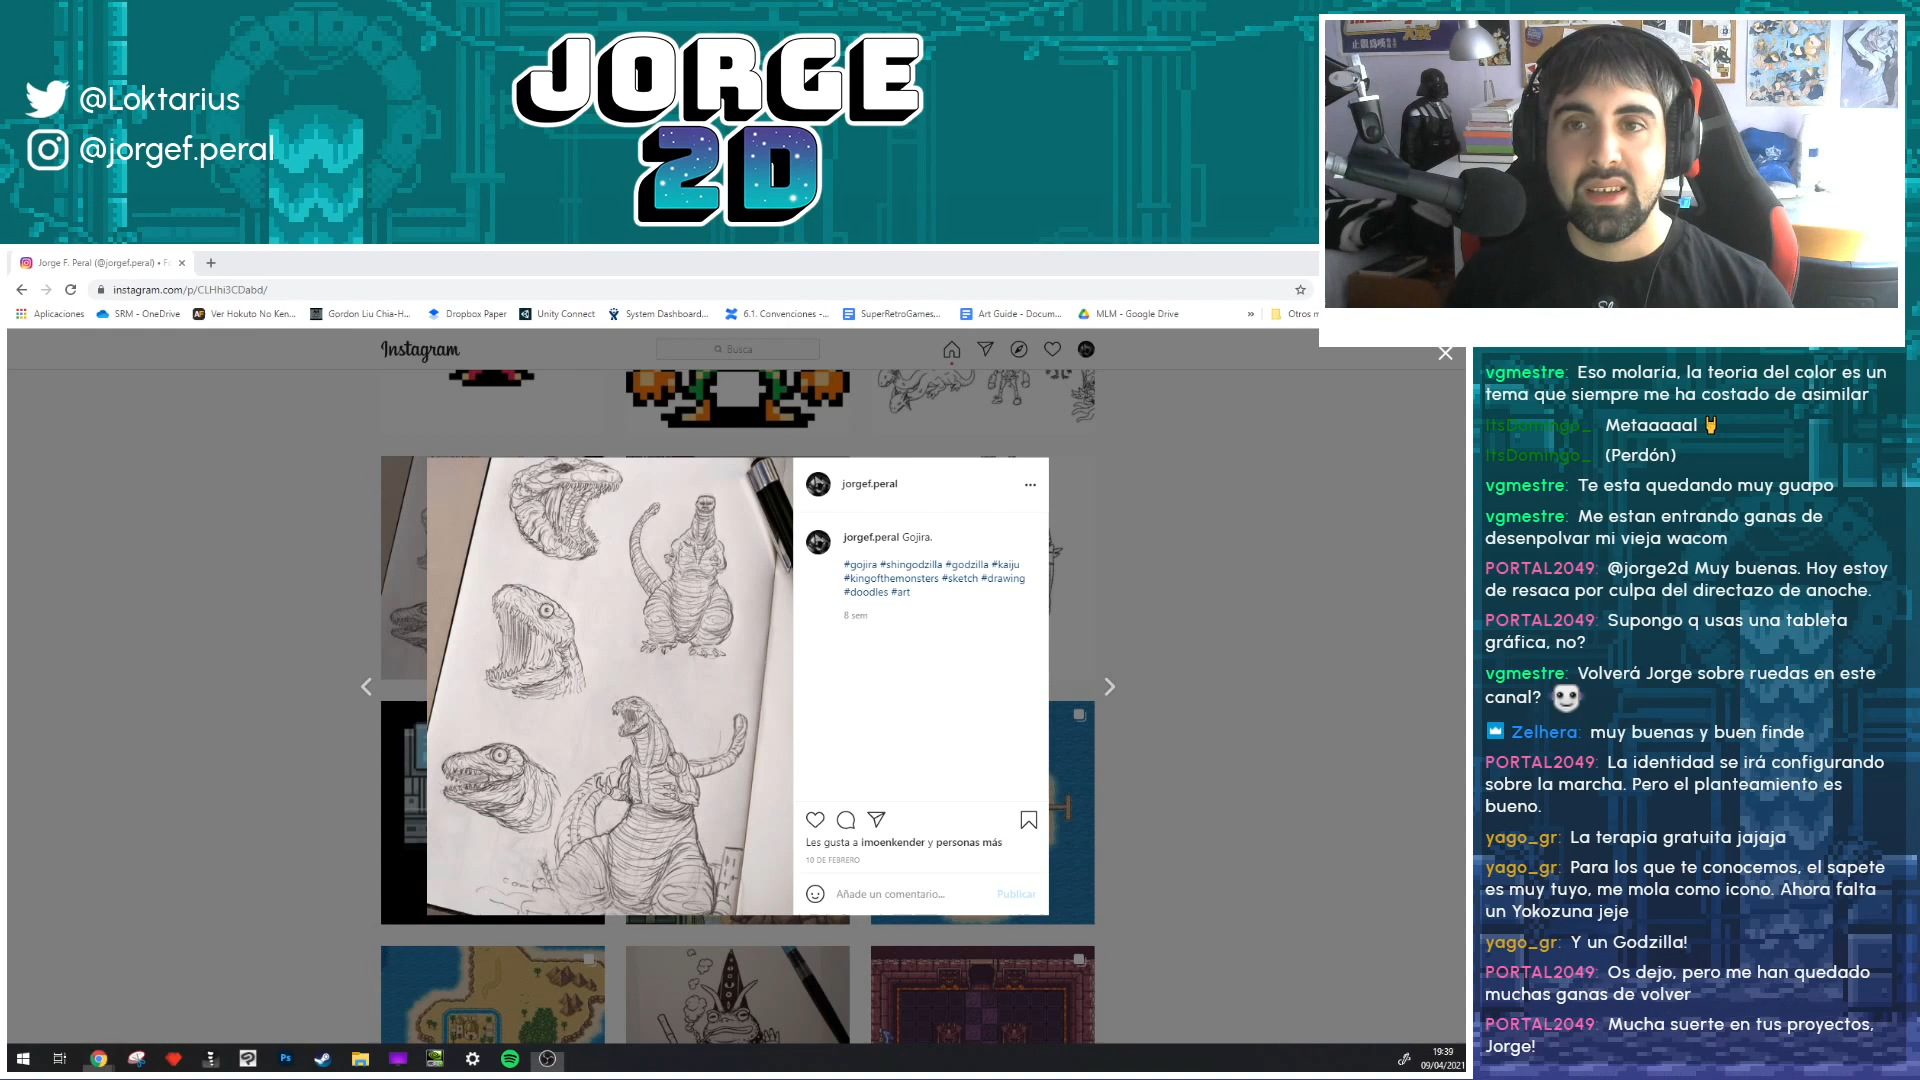 @Loktarius
@jorgef.peral
JORGE
2D
Jorge F. Peral (@jorgef.peral) • Fo
instagram.com/p/CLHhi3CDabd/
Aplicaciones
SRM - OneDrive
Ver Hokuto No Ken...
Gordon Liu Chia-H...
Dropbox Paper
Unity Connect
System Dashboard...
6.1. Convenciones -...
SuperRetroGames,...
Art Guide - Docum...
MLM - Google Drive
»
Otros m
Instagram
Busca
jorgef.peral
jorgef.peral Gojira.
#gojira #shingodzilla #godzilla #kaiju
#kingofthemonsters #sketch #drawing
#doodles #art
8 sem
Les gusta a imoenkender y personas más
10 DE FEBRERO
Añade un comentario...
Publicar
vgmestre: Eso molaría, la teoria del color es un
tema que siempre me ha costado de asimilar
ItsDomingo_ Metaaaaal
ItsDomingo_ (Perdón)
vgmestre: Te esta quedando muy guapo
vgmestre: Me estan entrando ganas de
desenpolvar mi vieja wacom
PORTAL2049: @jorge2d Muy buenas. Hoy estoy
de resaca por culpa del directazo de anoche.
PORTAL2049: Supongo q usas una tableta
gráfica, no?
vgmestre: Volverá Jorge sobre ruedas en este
canal?
Zelhera: muy buenas y buen finde
PORTAL2049: La identidad se irá configurando
sobre la marcha. Pero el planteamiento es
bueno.
yago_gr: La terapia gratuita jajaja
yago_gr: Para los que te conocemos, el sapete
es muy tuyo, me mola como icono. Ahora falta
un Yokozuna jeje
yago_gr: Y un Godzilla!
PORTAL2049: Os dejo, pero me han quedado
muchas ganas de volver
PORTAL2049: Mucha suerte en tus proyectos,
Jorge!
Ps
19:39
09/04/2021